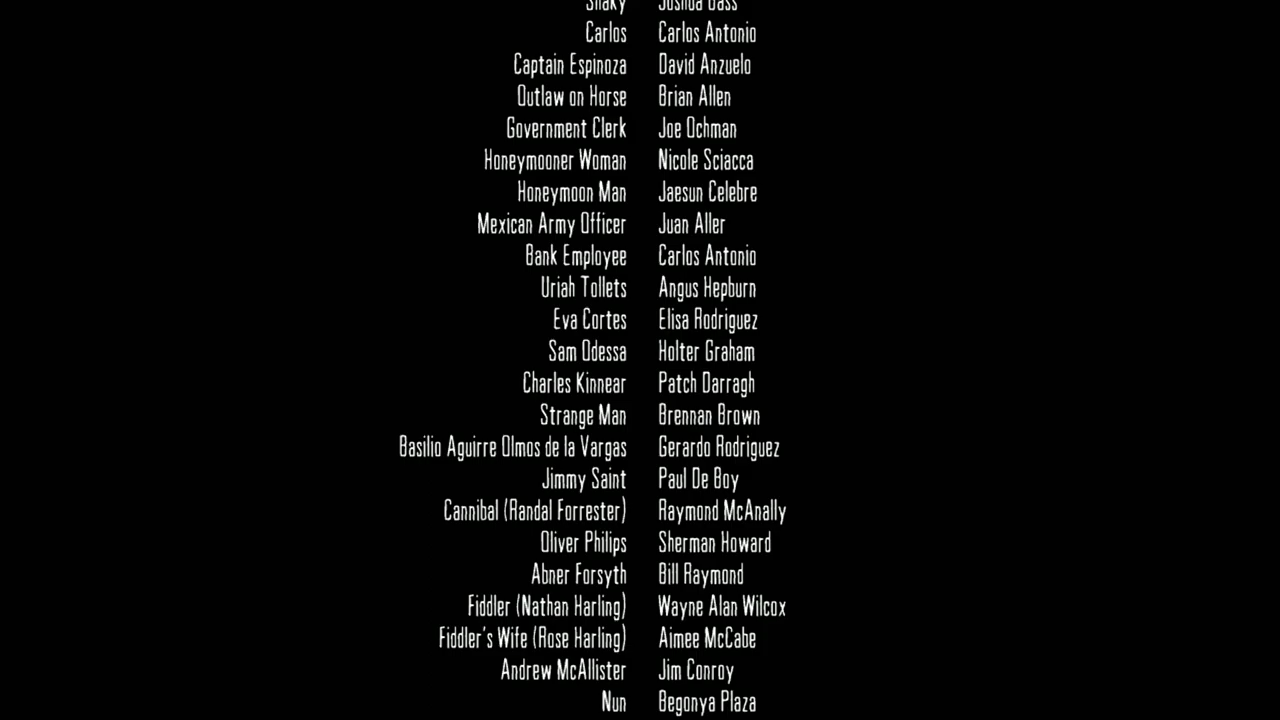 Shaky Joshua Bass
Carlos Carlos Antonio
Captain Espinoza David Anzuelo
Outlaw on Horse Brian Allen
Government Clerk Joe Ochman
Honeymooner Woman Nicole Sciacca
Honeymoon Man Jaesun Celebre
Mexican Army Officer Juan Aller
Bank Employee Carlos Antonio
Uriah Tollets Angus Hepburn
Eva Cortes Elisa Rodriguez
Sam Odessa Holter Graham
Charles Kinnear Patch Darragh
Strange Man Brennan Brown
Basilio Aguirre Olmos de la Vargas Gerardo Rodriguez
Jimmy Saint Paul De Boy
Cannibal (Randal Forrester) Raymond McAnally
Oliver Philips Sherman Howard
Abner Forsyth Bill Raymond
Fiddler (Nathan Harling) Wayne Alan Wilcox
Fiddler's Wife (Rose Harling) Aimee McCabe
Andrew McAllister Jim Conroy
Nun Begonya Plaza